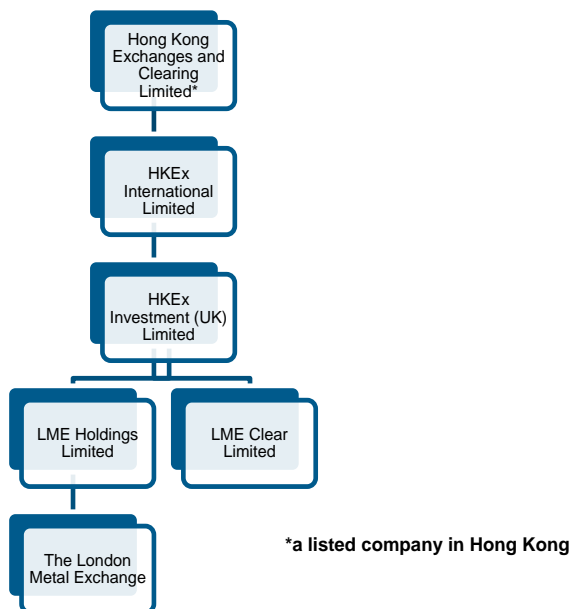 Hong Kong
Exchanges and
Clearing
Limited*
HKEx
International
Limited
HKEx
Investment (UK)
Limited
LME Holdings
Limited
LME Clear
Limited
The London
Metal Exchange
*a listed company in Hong Kong